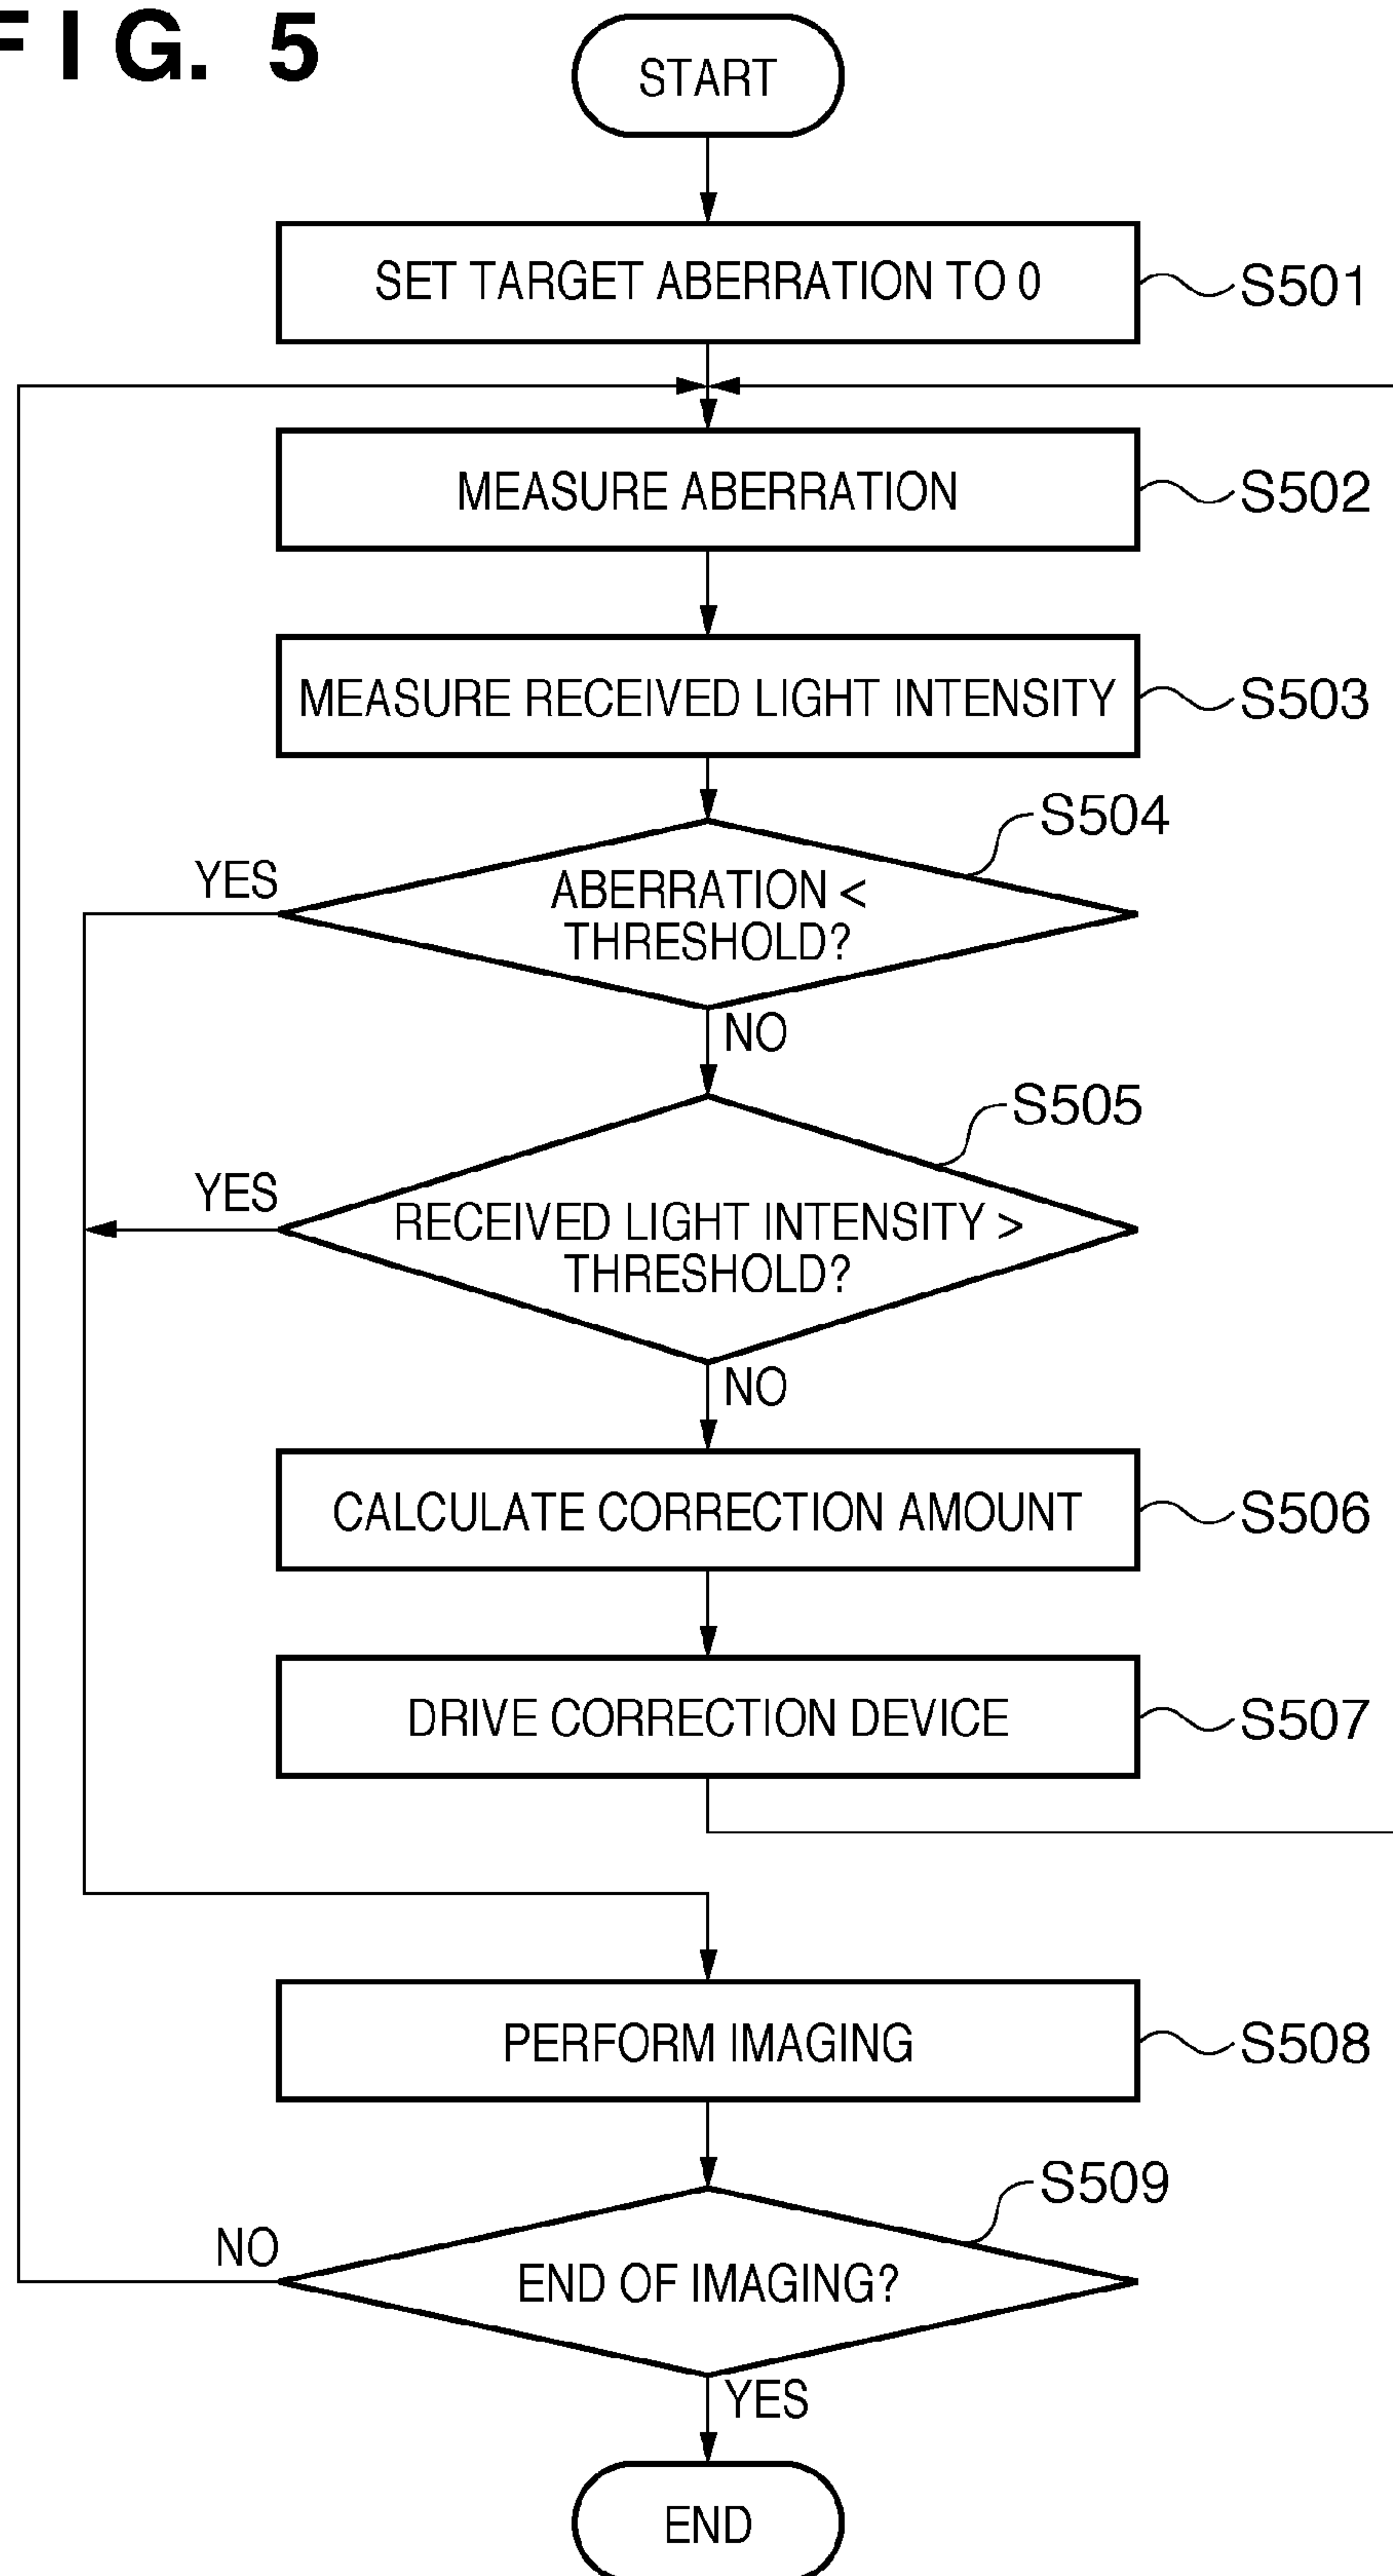 FIG. 5
START
SET TARGET ABERRATION TO 0
S501
MEASURE ABERRATION
S502
MEASURE RECEIVED LIGHT INTENSITY
S503
S504
YES
ABERRATION <
THRESHOLD?
NO
S505
YES
RECEIVED LIGHT INTENSITY >
THRESHOLD?
NO
CALCULATE CORRECTION AMOUNT
S506
DRIVE CORRECTION DEVICE
S507
PERFORM IMAGING
S508
S509
NO
END OF IMAGING?
YES
END